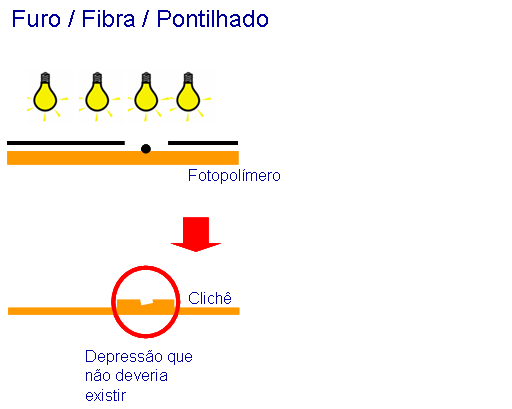 Furo / Fibra / Pontilhado
Fotopolímero
Clichê
Depressão que
não deveria
existir